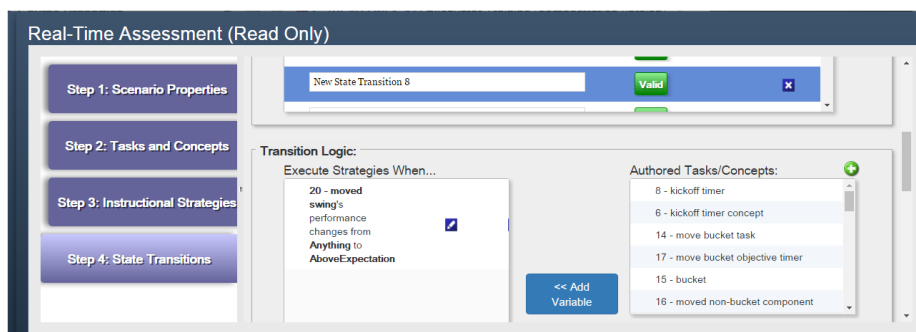 Real-Time Assessment (Read Only)
Step 1: Scenario Properties
Step 2: Tasks and Concepts
Step 3: Instructional Strategies
Step 4: State Transitions
New State Transition 8
Valid
Transition Logic:
Execute Strategies When...
20 - moved
swing's
performance
changes from
Anything to
AboveExpectation
<< Add
Variable
Authored Tasks/Concepts:
8 - kickoff timer
6 - kickoff timer concept
14 - move bucket task
17 - move bucket objective timer
15 - bucket
16 - moved non-bucket component